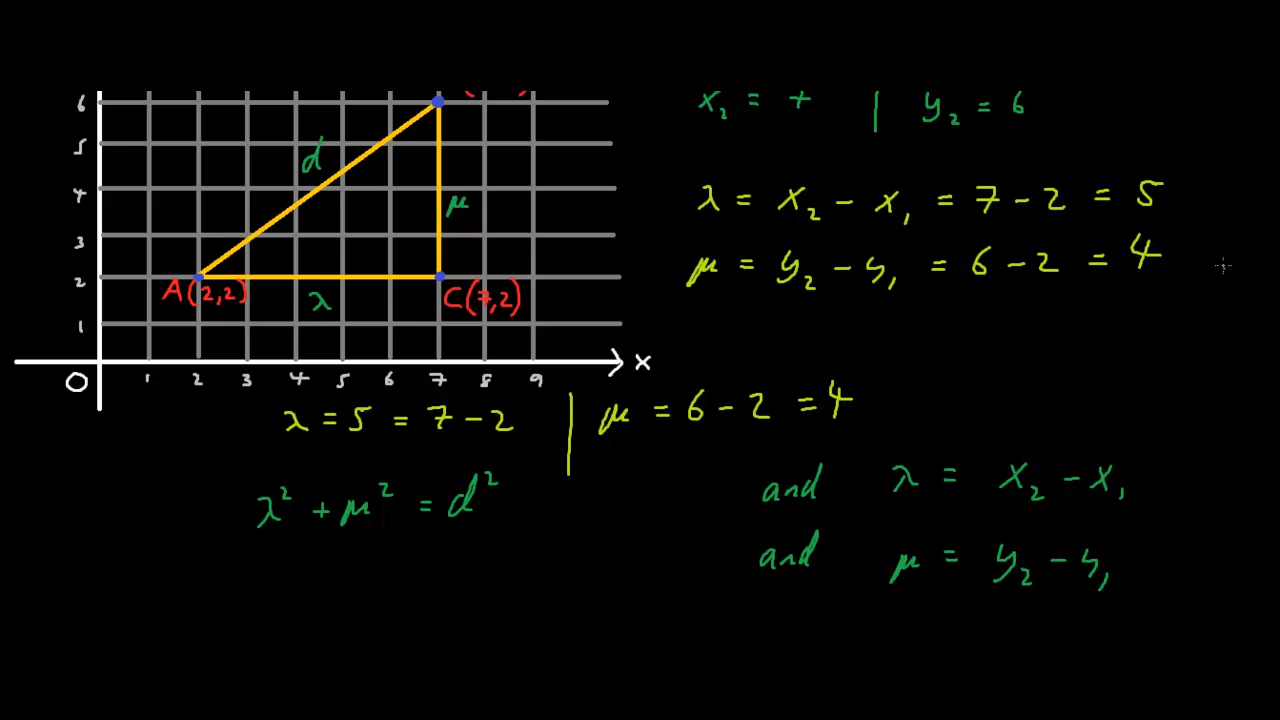 x₂ = 7 | y₂ = 6
6
5
d
4
μ
λ = x₂ - x₁ = 7 - 2 = 5
3
μ = y₂ - y₁ = 6 - 2 = 4
2
A(2,2)
λ
C(7,2)
1
x
0 1 2 3 4 5 6 7 8 9
λ = 5 = 7 - 2 | μ = 6 - 2 = 4
λ² + μ² = d²
and λ = x₂ - x₁
and μ = y₂ - y₁